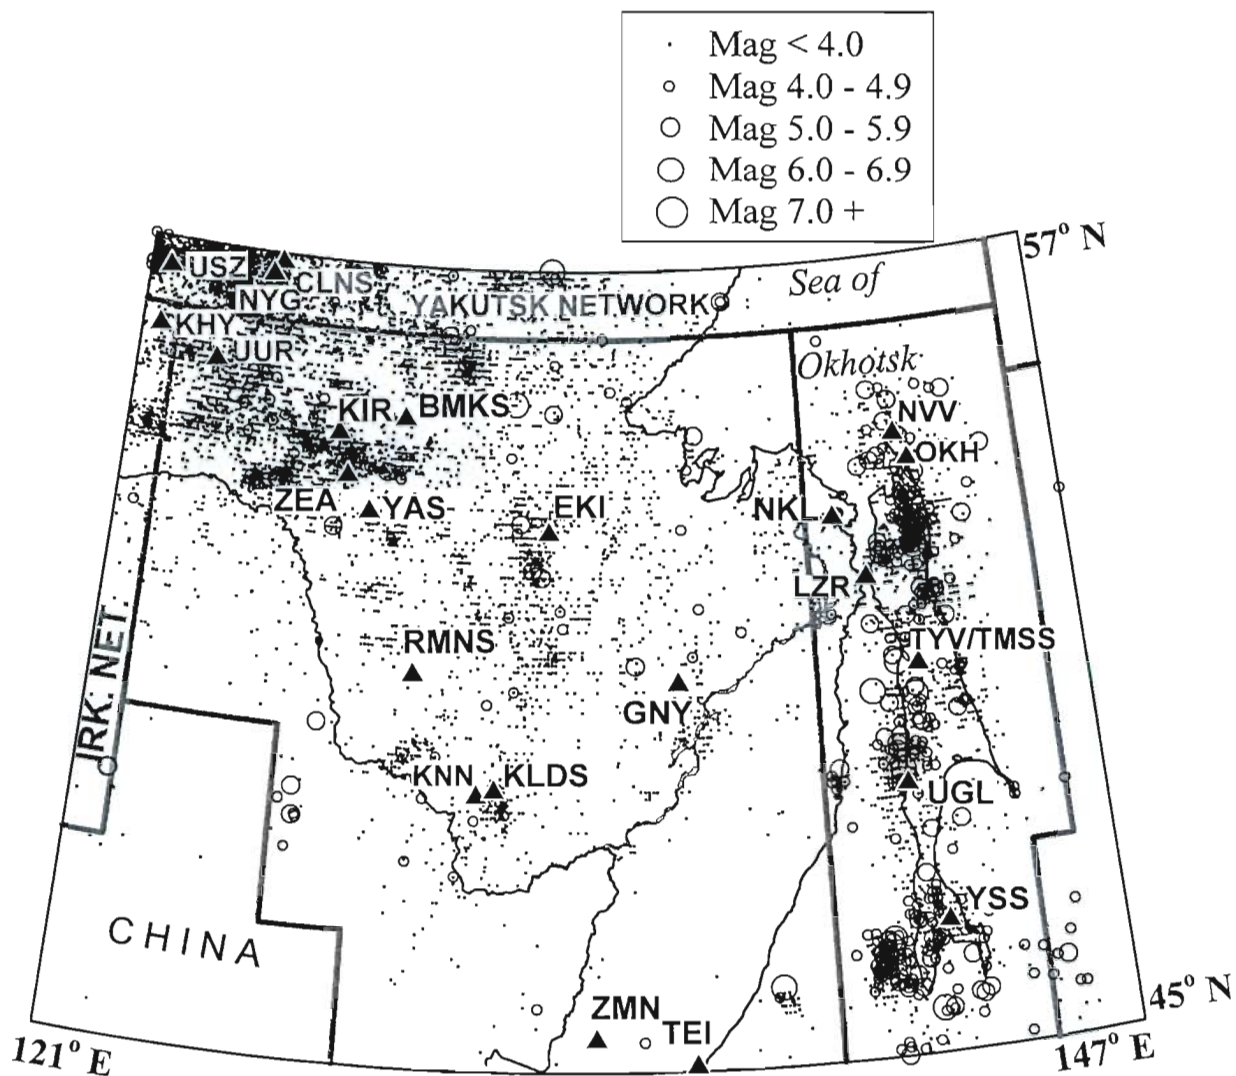 Mag < 4.0
Mag 4.0 - 4.9
Mag 5.0 - 5.9
Mag 6.0 - 6.9
Mag 7.0 +
57° N
Sea of
Okhotsk
USZ
CLNS
NYG
YAKUTSK NETWORK
KHY
UUR
KIR
BMKS
NVV
OKH
ZEA
YAS
EKI
NKL
LZR
RMNS
TYV/TMSS
GNY
IRK. NET.
KNN
KLDS
UGL
YSS
CHINA
ZMN
TEI
45° N
121° E
147° E